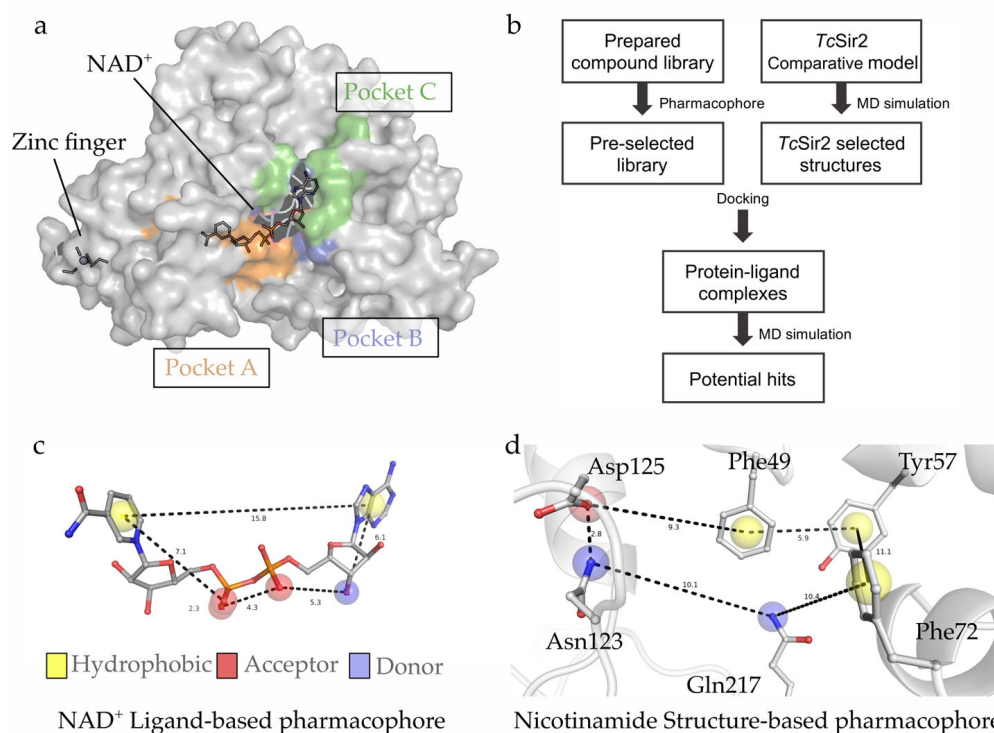 a
NAD⁺
Pocket C
Zinc finger
Pocket B
Pocket A
b
Prepared
compound library
TcSir2
Comparative model
Pharmacophore
MD simulation
Pre-selected
library
TcSir2 selected
structures
Docking
Protein-ligand
complexes
MD simulation
Potential hits
c
15.8
7.1
6.1
2.3
4.3
5.3
Hydrophobic
Acceptor
Donor
NAD⁺ Ligand-based pharmacophore
d
Asp125
Phe49
Tyr57
9.3
2.8
5.9
11.1
10.1
10.4
Asn123
Phe72
Gln217
Nicotinamide Structure-based pharmacophore